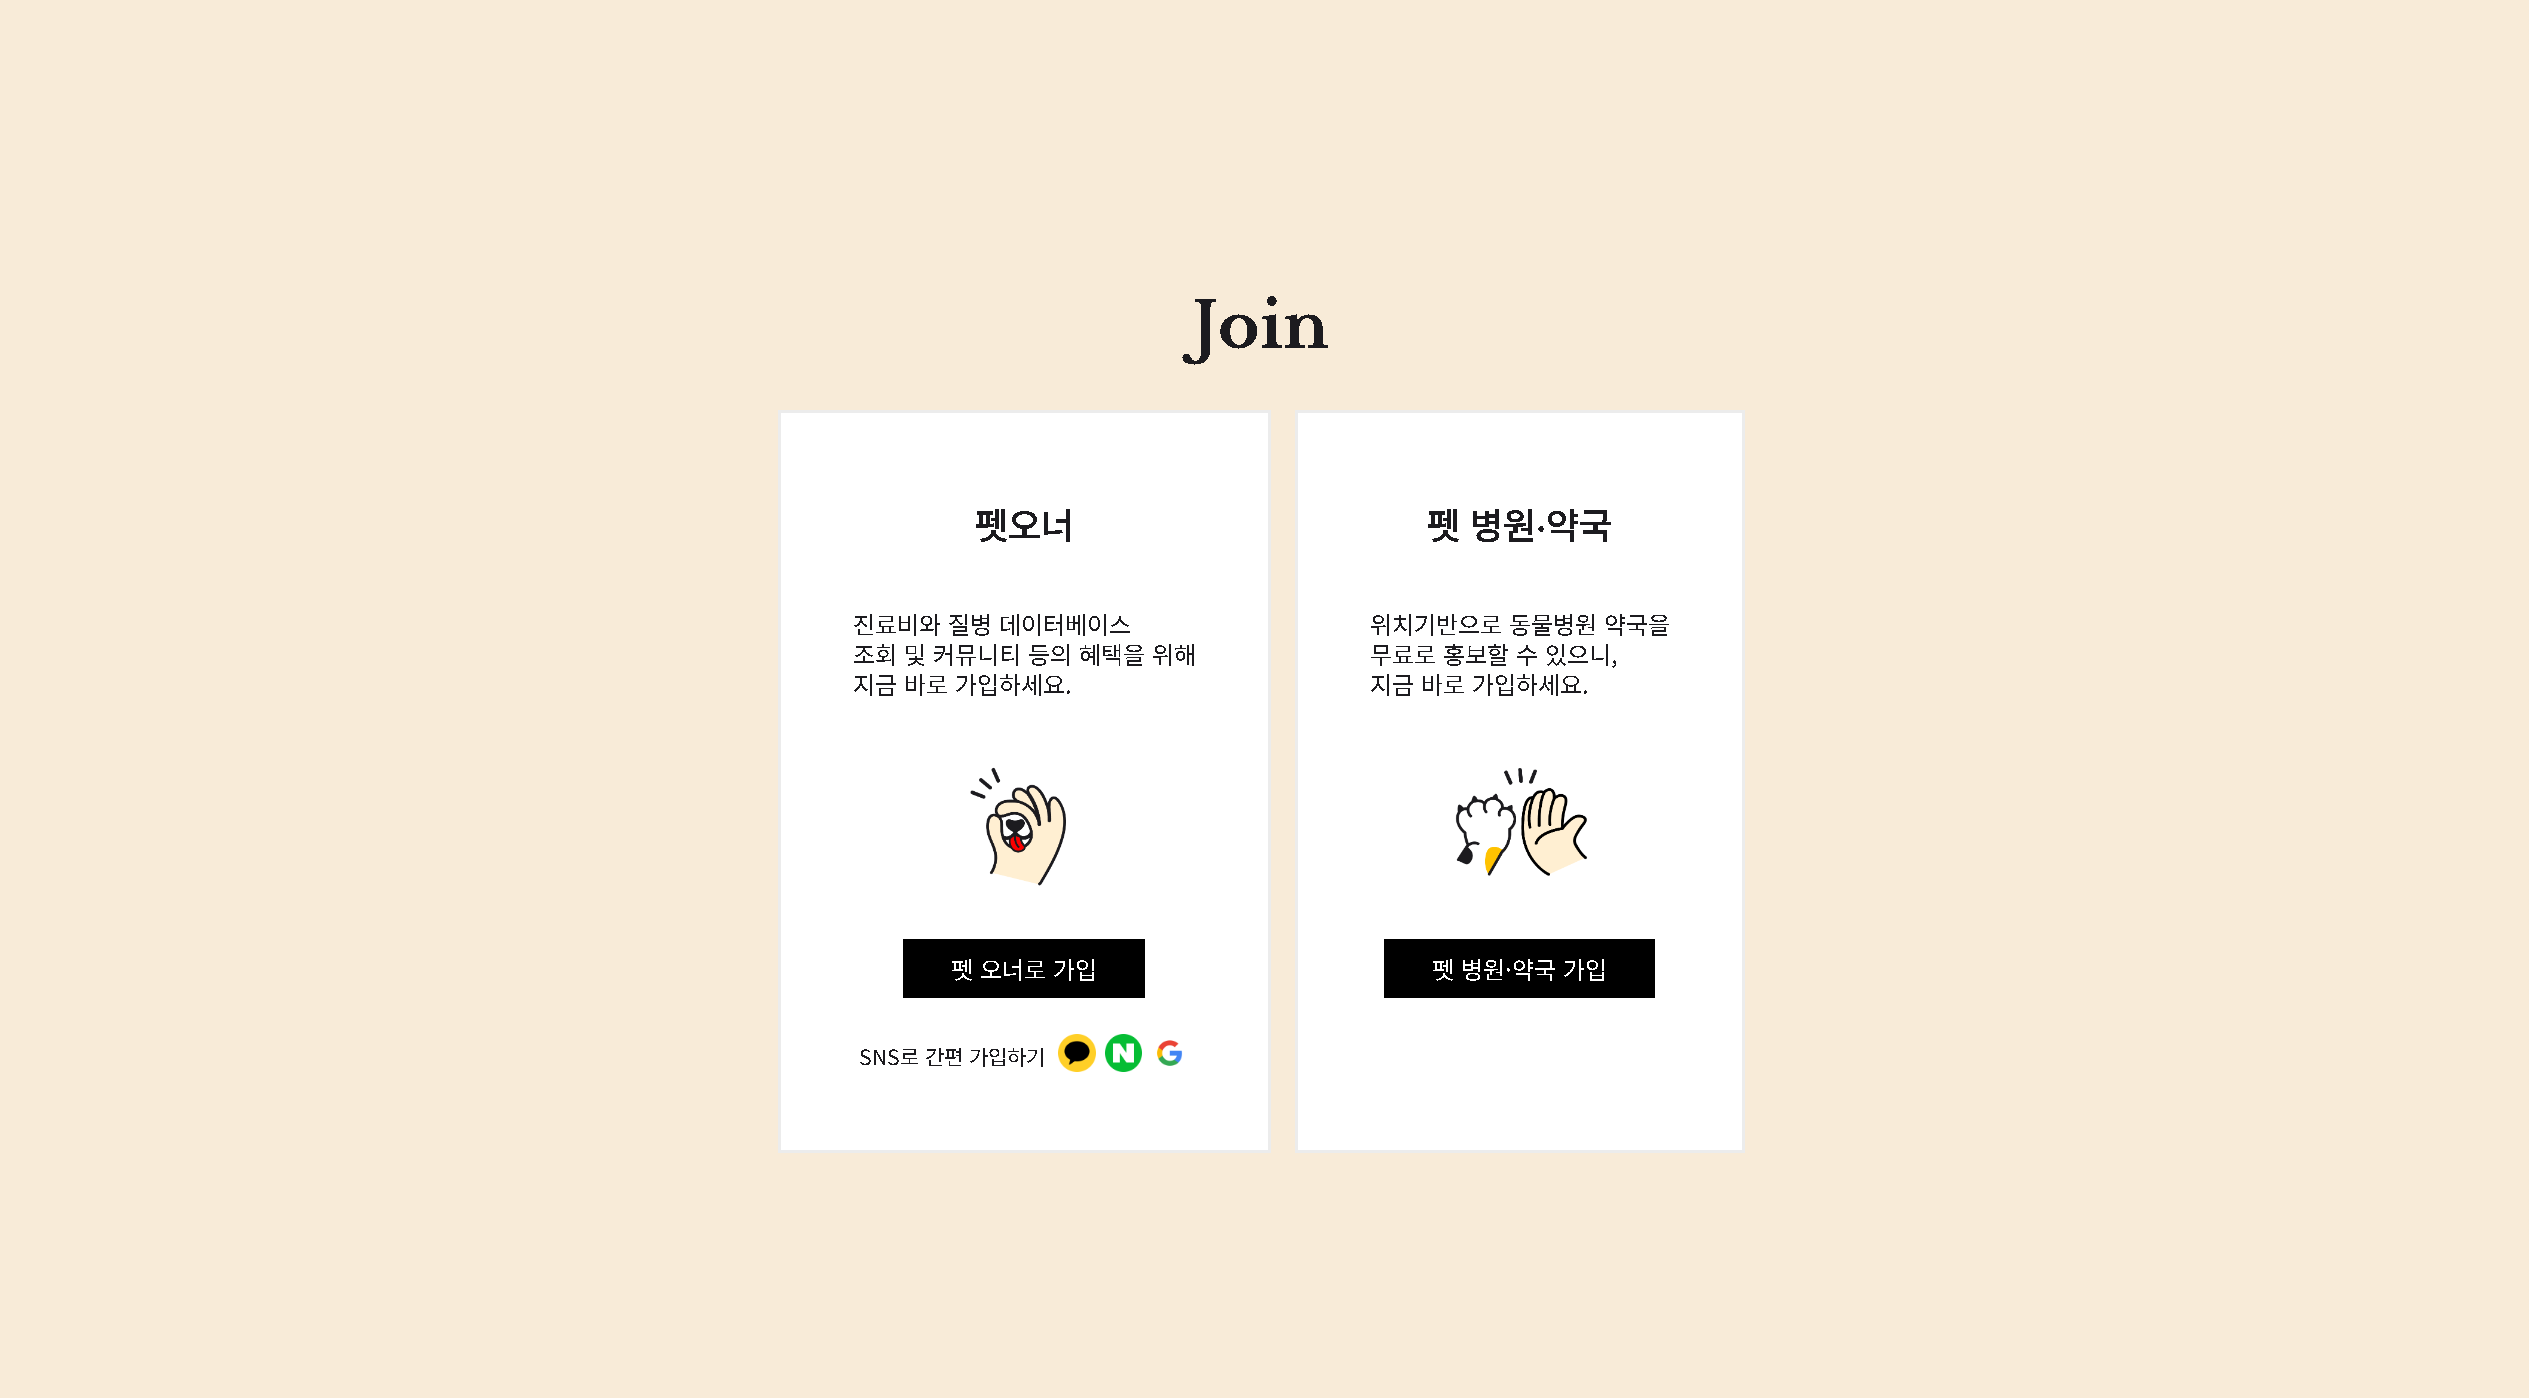 Join
펫오너
진료비와 질병 데이터베이스
조회 및 커뮤니티 등의 혜택을 위해
지금 바로 가입하세요.
펫 오너로 가입
SNS로 간편 가입하기
N
G
펫 병원·약국
위치기반으로 동물병원 약국을
무료로 홍보할 수 있으니,
지금 바로 가입하세요.
펫 병원·약국 가입